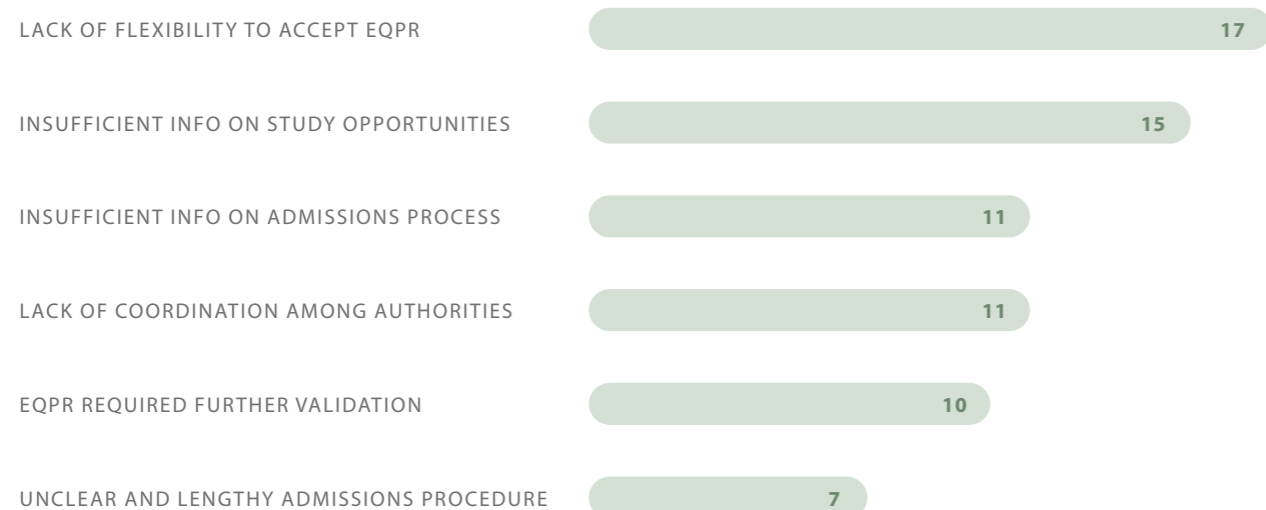 LACK OF FLEXIBILITY TO ACCEPT EQPR 17
INSUFFICIENT INFO ON STUDY OPPORTUNITIES 15
INSUFFICIENT INFO ON ADMISSIONS PROCESS 11
LACK OF COORDINATION AMONG AUTHORITIES 11
EQPR REQUIRED FURTHER VALIDATION 10
UNCLEAR AND LENGTHY ADMISSIONS PROCEDURE 7